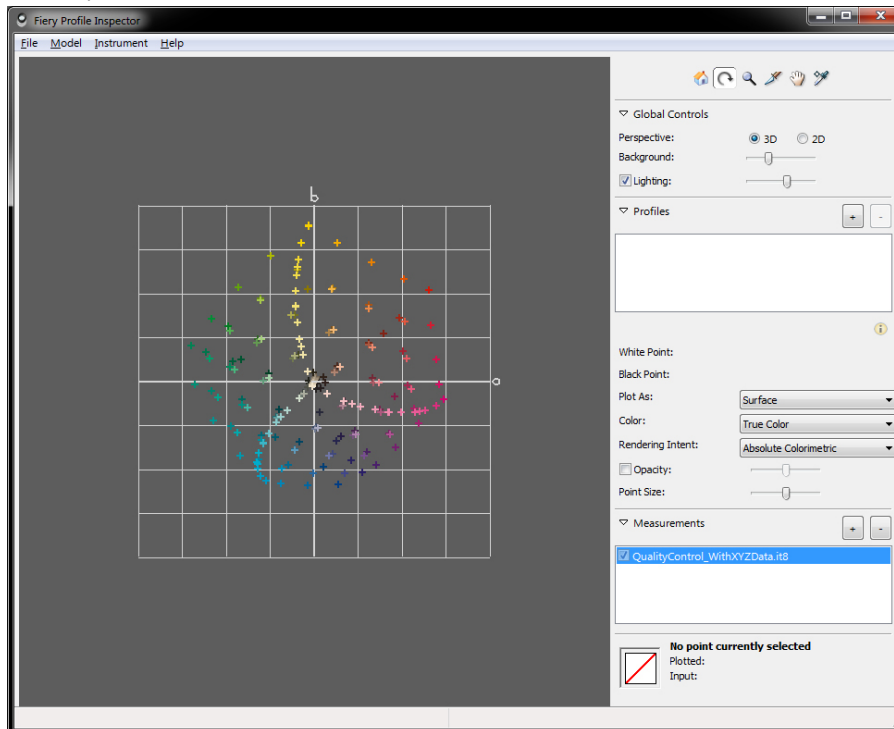 Fiery Profile Inspector
File Model Instrument Help
b
a
Global Controls
Perspective: 3D 2D
Background:
Lighting:
Profiles
+ -
White Point:
Black Point:
Plot As: Surface
Color: True Color
Rendering Intent: Absolute Colorimetric
Opacity:
Point Size:
Measurements
+ -
QualityControl_WithXYZData.it8
No point currently selected
Plotted:
Input: